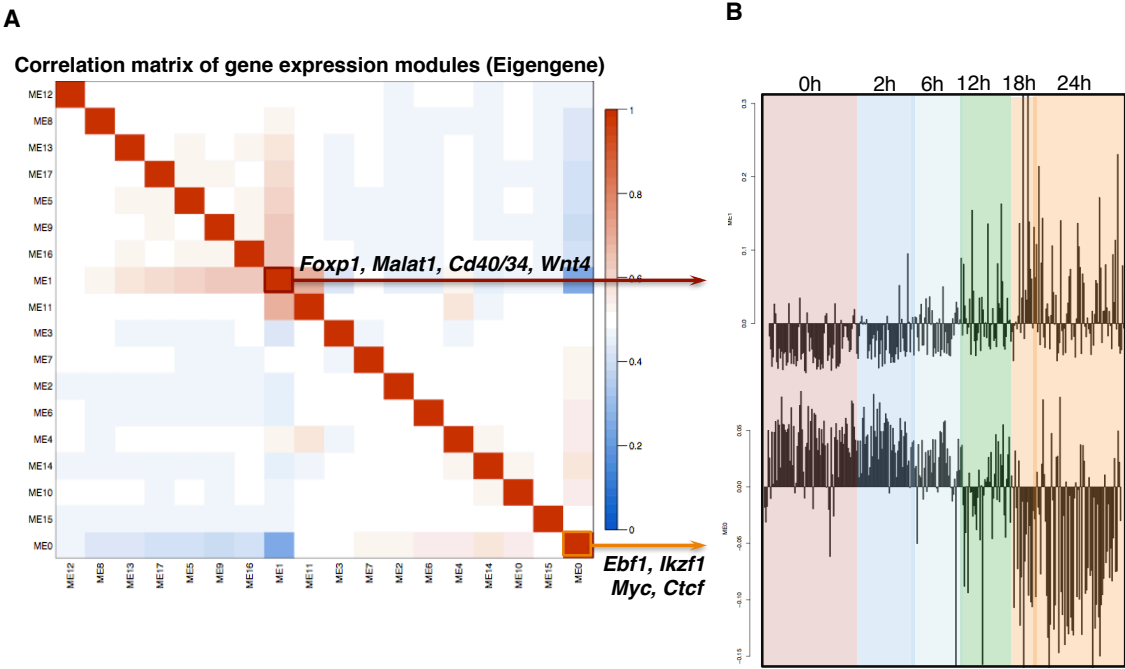 A
B
Correlation matrix of gene expression modules (Eigengene)
0h 2h 6h 12h 18h 24h
ME12
ME8
ME13
ME17
ME5
ME9
ME16
ME1
ME11
ME3
ME7
ME2
ME6
ME4
ME14
ME10
ME15
ME0
Foxp1, Malat1, Cd40/34, Wnt4
1
0.8
0.6
0.4
0.2
0
ME12 ME8 ME13 ME17 ME5 ME9 ME16 ME1 ME11 ME3 ME7 ME2 ME6 ME4 ME14 ME10 ME15 ME0
Ebf1, Ikzf1
Myc, Ctcf
ME1
0.3
0.2
0.1
0.0
ME0
0.05
0.00
-0.05
-0.10
-0.15